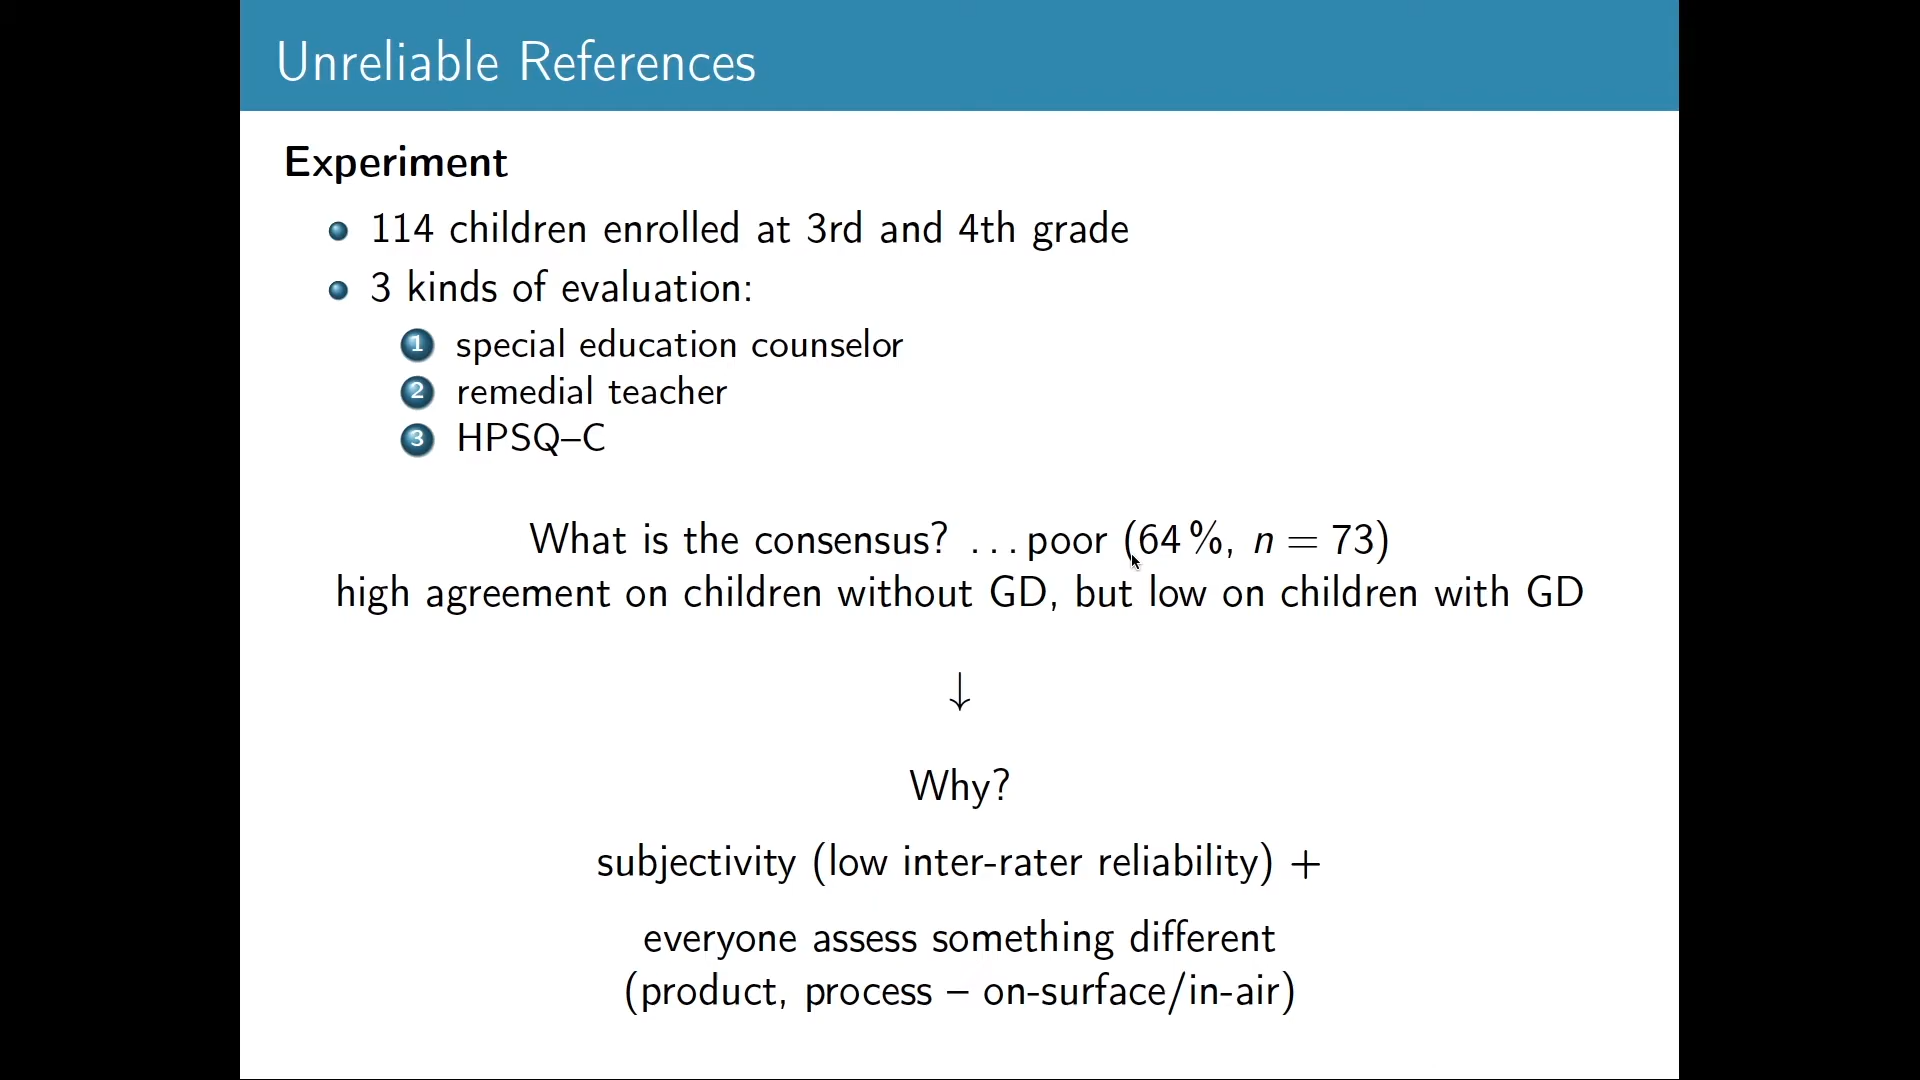 Unreliable References
Experiment
114 children enrolled at 3rd and 4th grade
3 kinds of evaluation:
1 special education counselor
2 remedial teacher
3 HPSQ–C
What is the consensus? ...poor (64 %, n = 73)
high agreement on children without GD, but low on children with GD
↓
Why?
subjectivity (low inter-rater reliability) +
everyone assess something different
(product, process – on-surface/in-air)